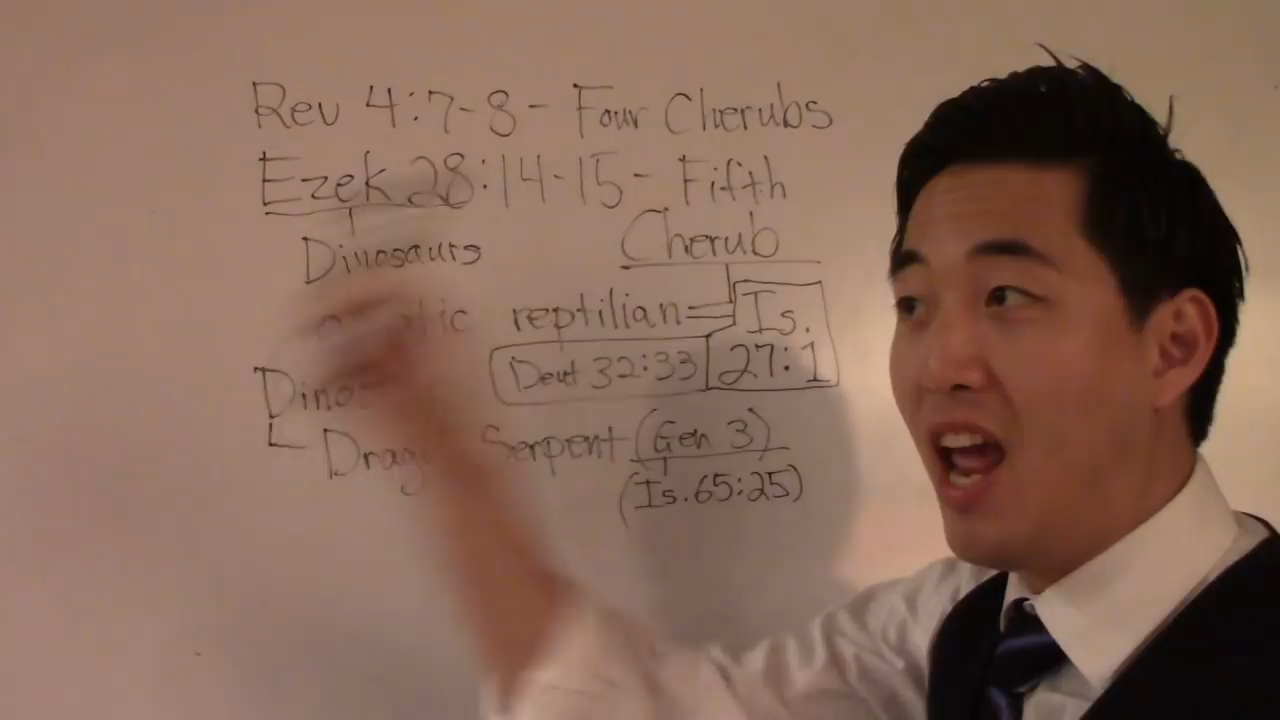 Rev 4:7-8 - Four Cherubs
Ezek 28:14-15 - Fifth
Cherub
Dinosaurs
reptilian = Is.
27:1
Deut 32:33
Serpent (Gen 3)
(Is. 65:25)